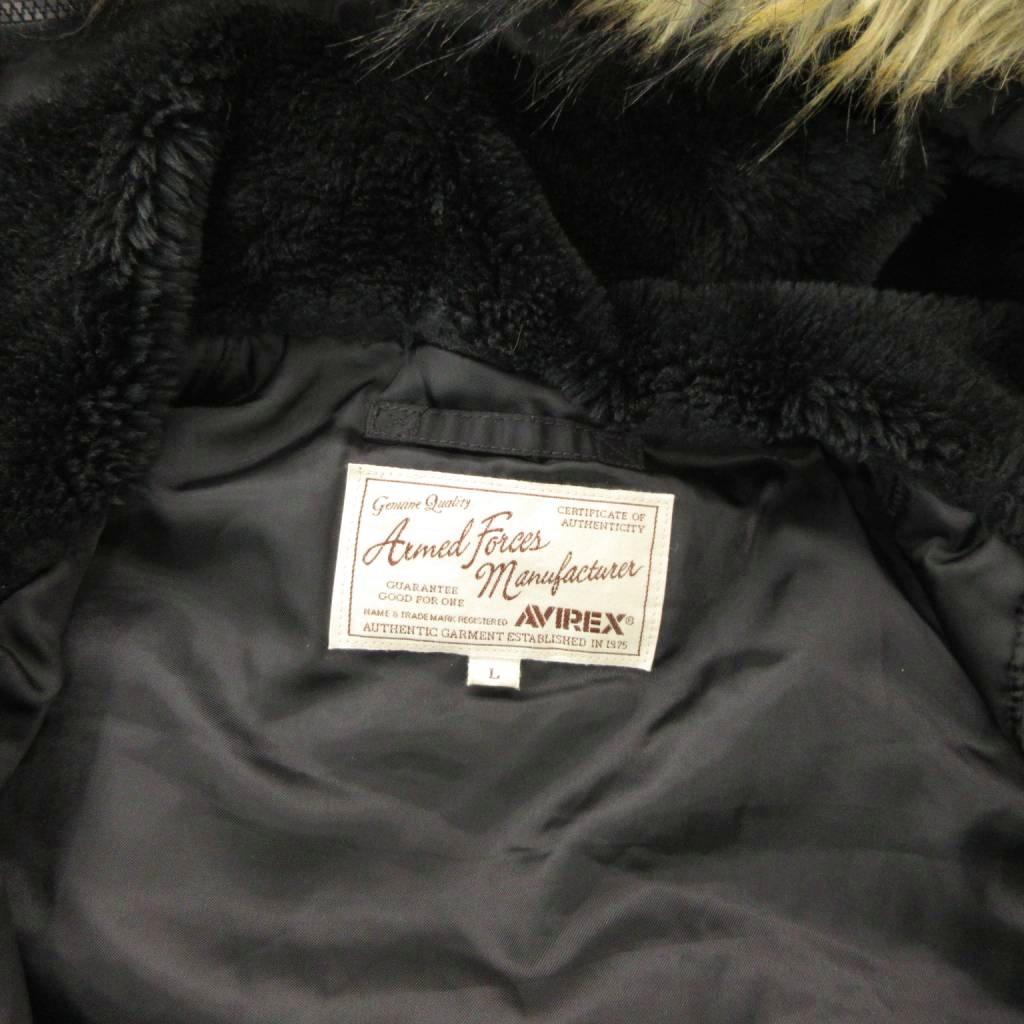 Genuine Quality
CERTIFICATE OF
AUTHENTICITY
Armed Forces
Manufacturer
GUARANTEE
GOOD FOR ONE
NAME & TRADE MARK REGISTERED AVIREX®
AUTHENTIC GARMENT ESTABLISHED IN 1975
L